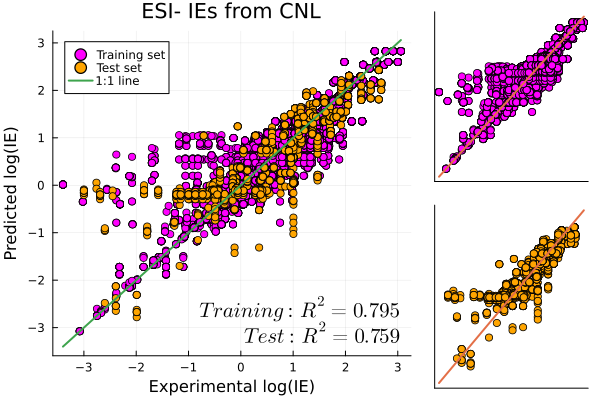 ESI- IEs from CNL
Training set
Test set
1:1 line
3
2
1
0
−1
−2
−3
Predicted log(IE)
Training: R² = 0.795
Test: R² = 0.759
−3 −2 −1 0 1 2 3
Experimental log(IE)